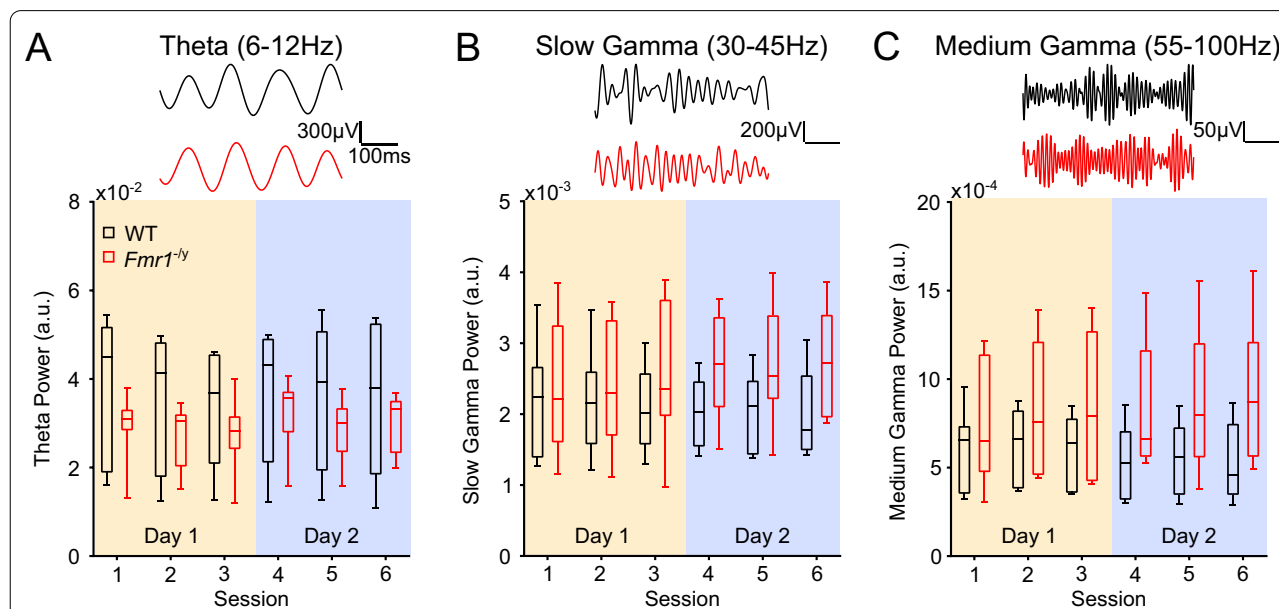 A
Theta (6-12Hz)
300μV
100ms
x10⁻²
8
6
4
2
0
Theta Power (a.u.)
WT
Fmr1⁻/ʸ
Day 1
Day 2
1 2 3 4 5 6
Session
B
Slow Gamma (30-45Hz)
200μV
x10⁻³
5
4
3
2
1
0
Slow Gamma Power (a.u.)
Day 1
Day 2
1 2 3 4 5 6
Session
C
Medium Gamma (55-100Hz)
50μV
x10⁻⁴
20
15
10
5
0
Medium Gamma Power (a.u.)
Day 1
Day 2
1 2 3 4 5 6
Session